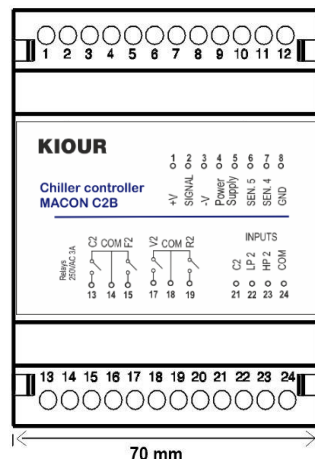 1 2 3 4 5 6 7 8 9 10 11 12
KIOUR
Chiller controller
MACON C2B
1 2 3 4 5 6 7 8
+V
SIGNAL
-V
Power
Supply
SEN. 5
SEN. 4
GND
Relays
250VAC 3A
C2 COM F2
13 14 15
V2 COM R2
17 18 19
INPUTS
C2
LP 2
HP 2
COM
21 22 23 24
13 14 15 16 17 18 19 20 21 22 23 24
70 mm